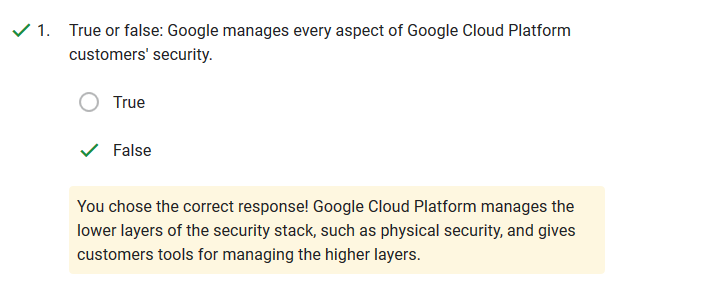 1. True or false: Google manages every aspect of Google Cloud Platform
customers' security.
True
False
You chose the correct response! Google Cloud Platform manages the
lower layers of the security stack, such as physical security, and gives
customers tools for managing the higher layers.